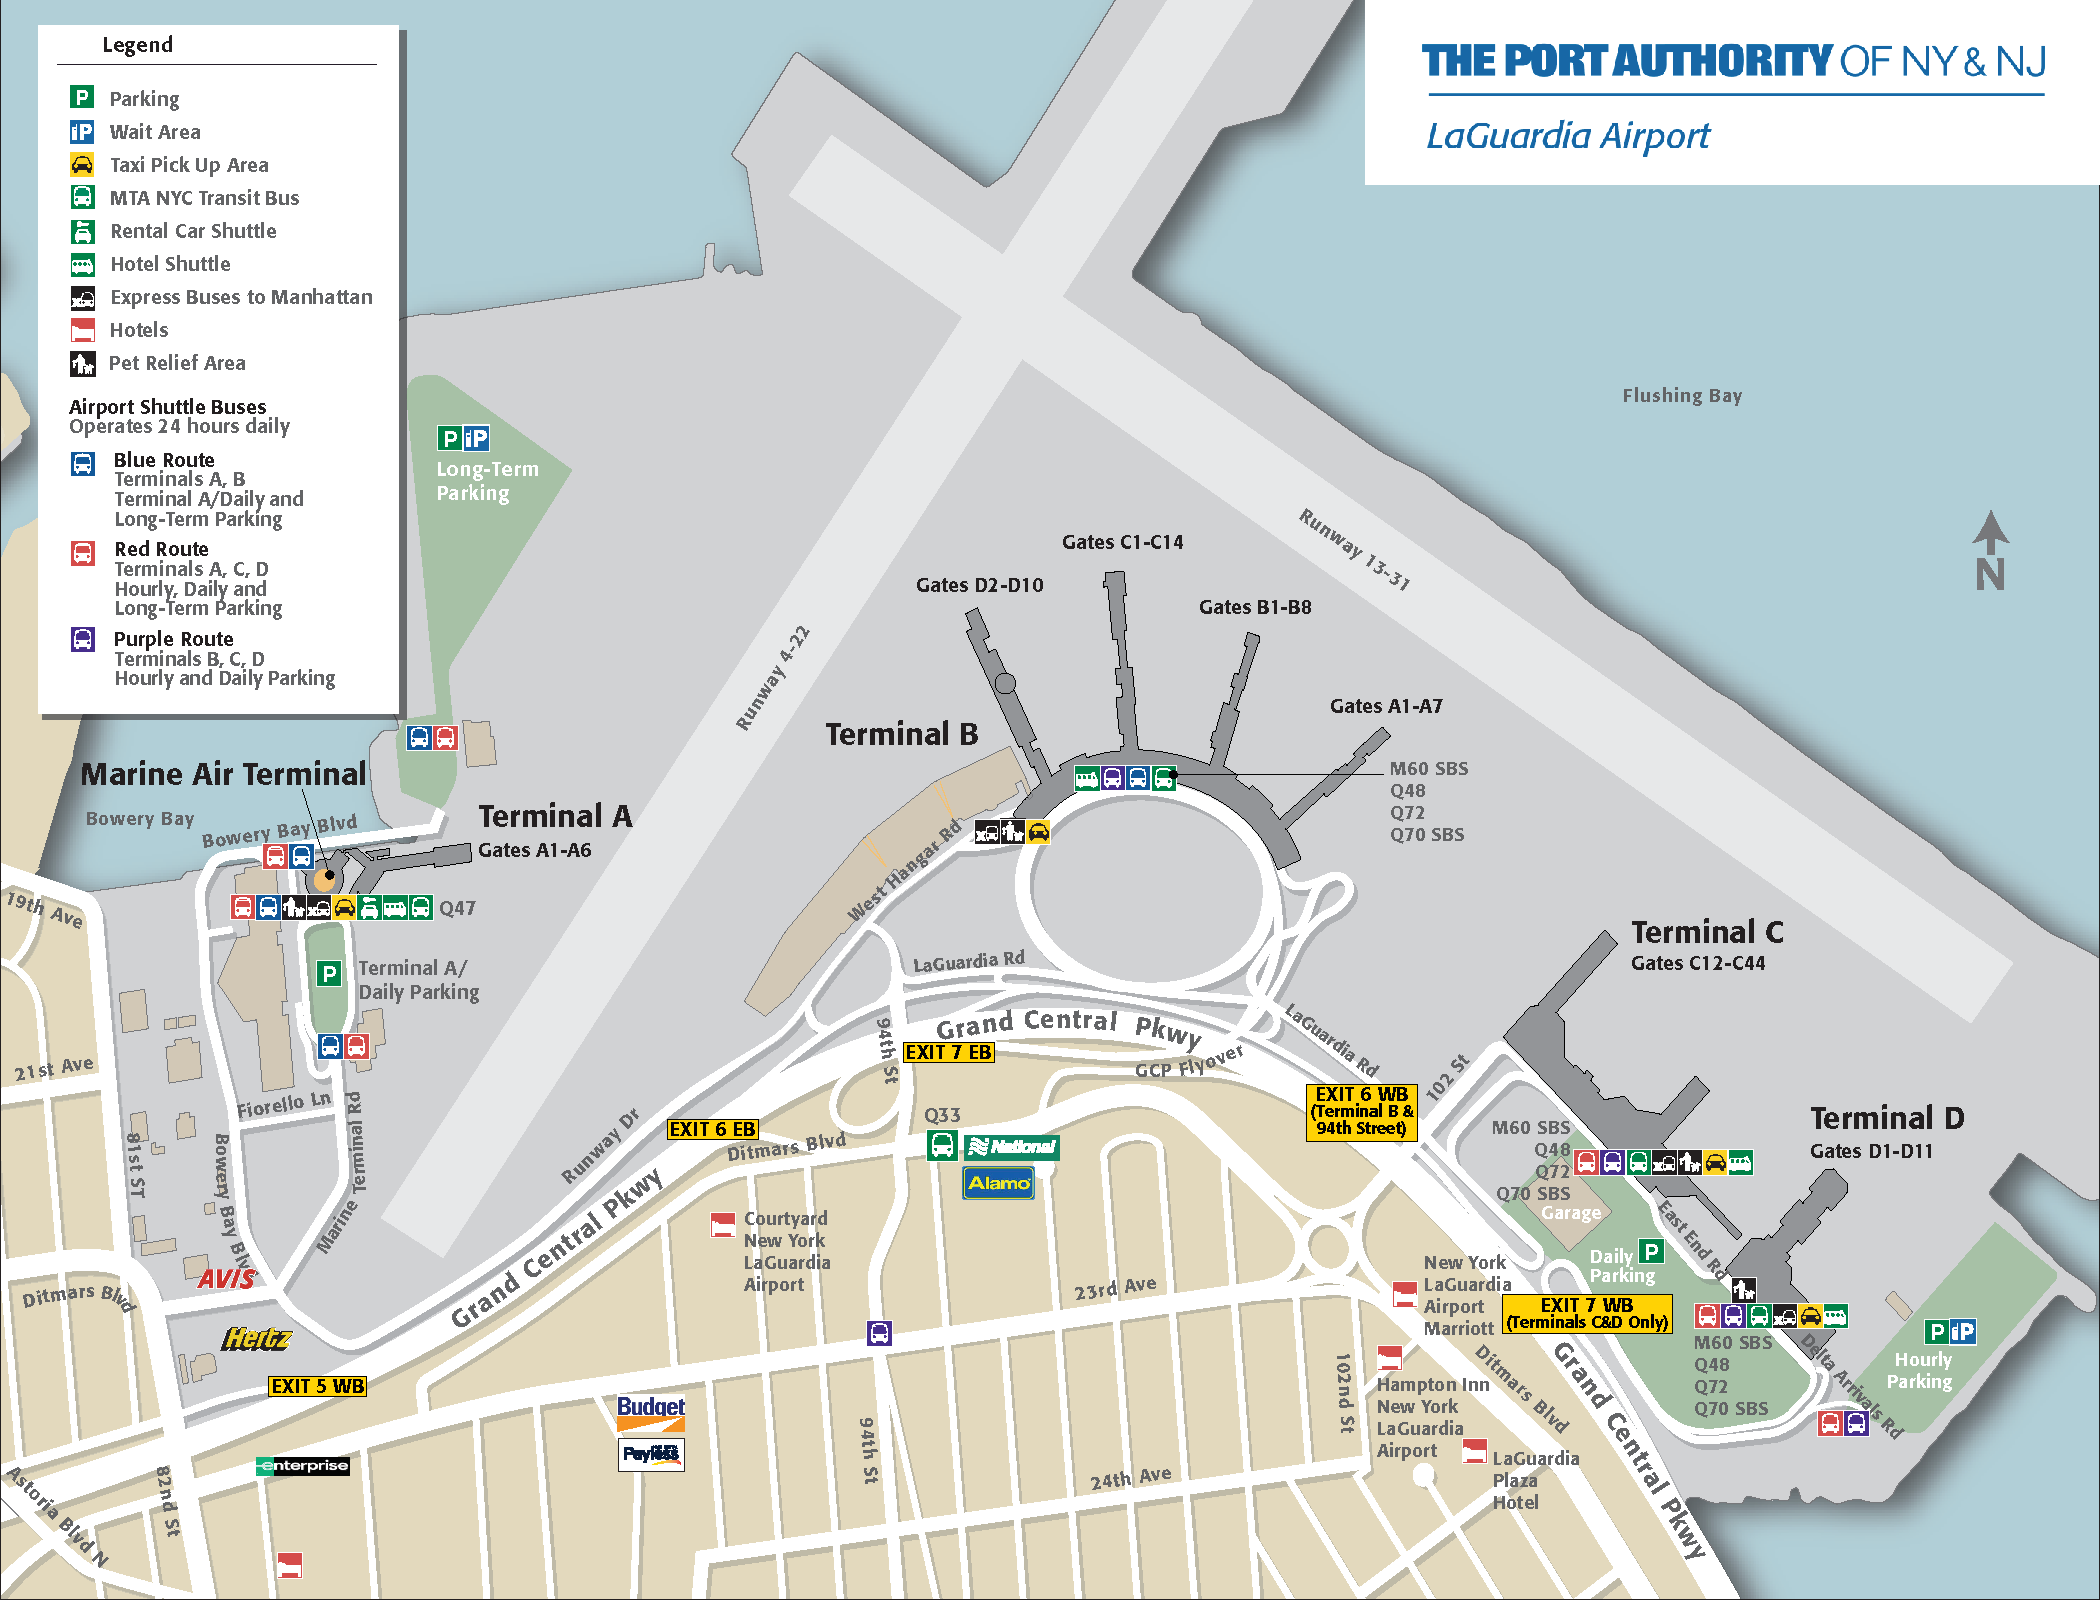 Legend
P Parking
iP Wait Area
Taxi Pick Up Area
MTA NYC Transit Bus
Rental Car Shuttle
Hotel Shuttle
Express Buses to Manhattan
Hotels
Pet Relief Area
Airport Shuttle Buses
Operates 24 hours daily
Blue Route
Terminals A, B
Terminal A/Daily and
Long-Term Parking
Red Route
Terminals A, C, D
Hourly, Daily and
Long-Term Parking
Purple Route
Terminals B, C, D
Hourly and Daily Parking
THE PORT AUTHORITY OF NY & NJ
LaGuardia Airport
Flushing Bay
N
P iP
Long-Term
Parking
Runway 13-31
Runway 4-22
Gates C1-C14
Gates D2-D10
Gates B1-B8
Gates A1-A7
Terminal B
M60 SBS
Q48
Q72
Q70 SBS
Marine Air Terminal
Bowery Bay
Bowery Bay Blvd
Terminal A
Gates A1-A6
Q47
P
Terminal A/
Daily Parking
19th Ave
21st Ave
Fiorello Ln
81st ST
Bowery Bay Blvd
Marine Terminal Rd
West Hangar Rd
LaGuardia Rd
94th St
Grand Central Pkwy
EXIT 7 EB
GCP Flyover
LaGuardia Rd
102 St
Terminal C
Gates C12-C44
Terminal D
Gates D1-D11
EXIT 6 WB
(Terminal B &
94th Street)
M60 SBS
Q48
Q72
Q70 SBS
Garage
Daily
Parking
P
East End Rd
Runway Dr
EXIT 6 EB
Ditmars Blvd
Q33
National
Alamo
Grand Central Pkwy
Courtyard
New York
LaGuardia
Airport
23rd Ave
New York
LaGuardia
Airport
Marriott
EXIT 7 WB
(Terminals C&D Only)
M60 SBS
Q48
Q72
Q70 SBS
Delta Arrivals Rd
P iP
Hourly
Parking
AVIS
Hertz
Ditmars Blvd
EXIT 5 WB
Budget
Payless
enterprise
94th St
102nd St
Hampton Inn
New York
LaGuardia
Airport
Ditmars Blvd
Grand Central Pkwy
LaGuardia
Plaza
Hotel
24th Ave
82nd St
Astoria Blvd N